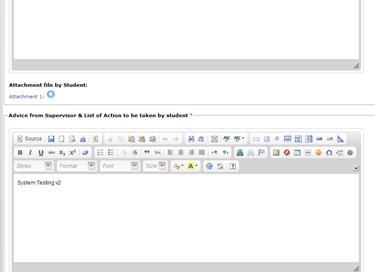 Attachment file by Student:
Attachment 1:
Advice from Supervisor & List of Action to be taken by student *
Source
Styles Format Font Size
System Testing v2